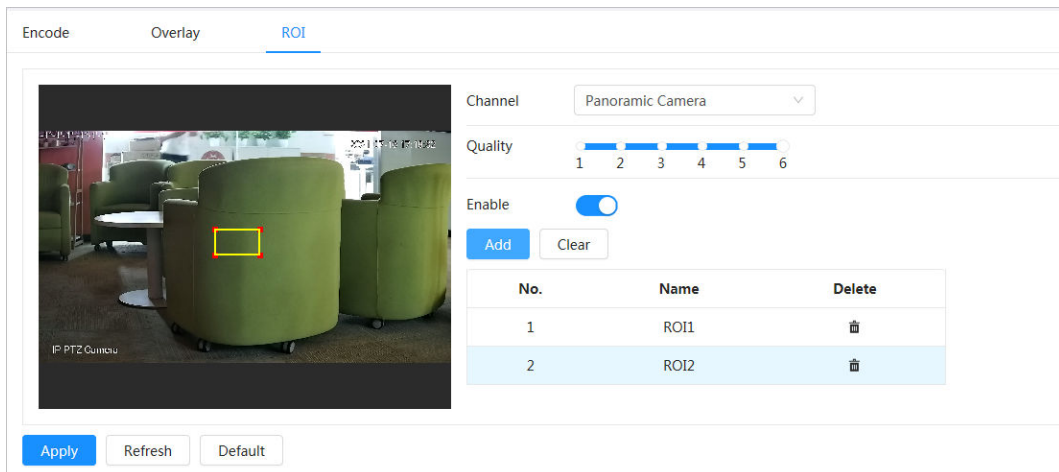 Encode Overlay ROI
Channel Panoramic Camera
Quality
1 2 3 4 5 6
Enable
Add Clear
No. Name Delete
1 ROI1
2 ROI2
IP PTZ Camera
Apply Refresh Default